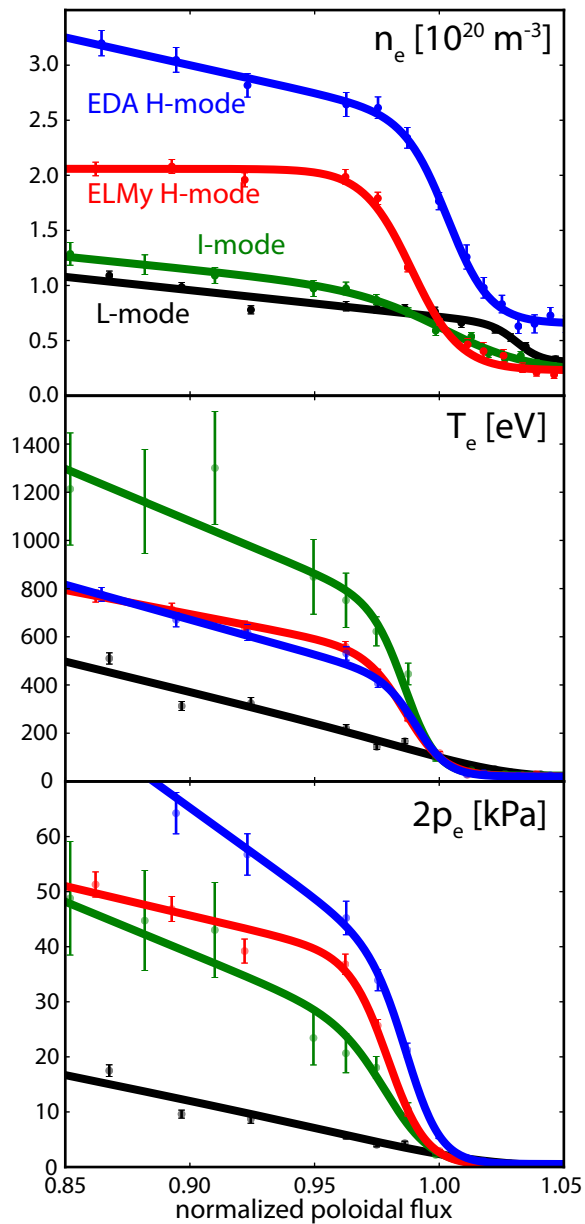 n_e [10^20 m^-3]
3.0
2.5
2.0
1.5
1.0
0.5
0.0
EDA H-mode
ELMy H-mode
I-mode
L-mode
T_e [eV]
1400
1200
1000
800
600
400
200
0
2p_e [kPa]
60
50
40
30
20
10
0
0.85 0.90 0.95 1.00 1.05
normalized poloidal flux